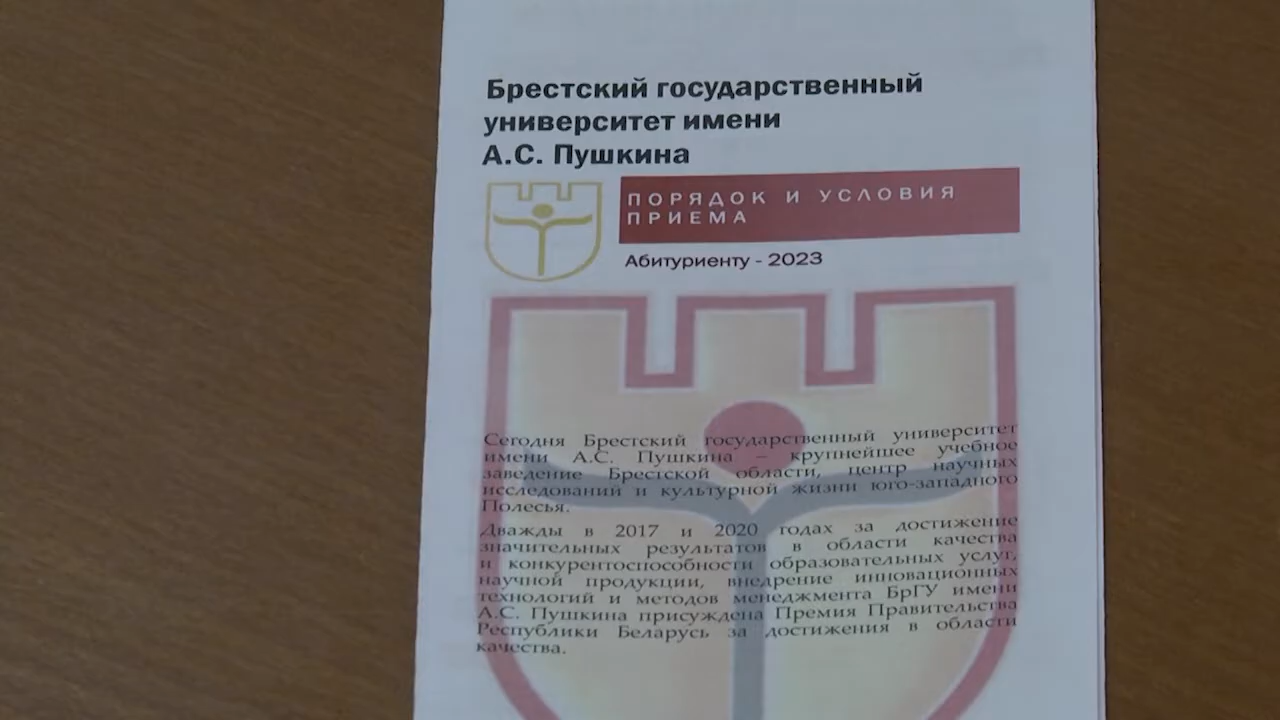 Брестский государственный
университет имени
А.С. Пушкина
ПОРЯДОК И УСЛОВИЯ
ПРИЕМА
Абитуриенту - 2023
Сегодня Брестский государственный университет
имени А.С. Пушкина – крупнейшее учебное
заведение Брестской области, центр научных
исследований и культурной жизни юго-западного
Полесья.
Дважды в 2017 и 2020 годах за достижение
значительных результатов в области качества
и конкурентоспособности образовательных услуг,
научной продукции, внедрение инновационных
технологий и методов менеджмента БрГУ имени
А.С. Пушкина присуждена Премия Правительства
Республики Беларусь за достижения в области
качества.